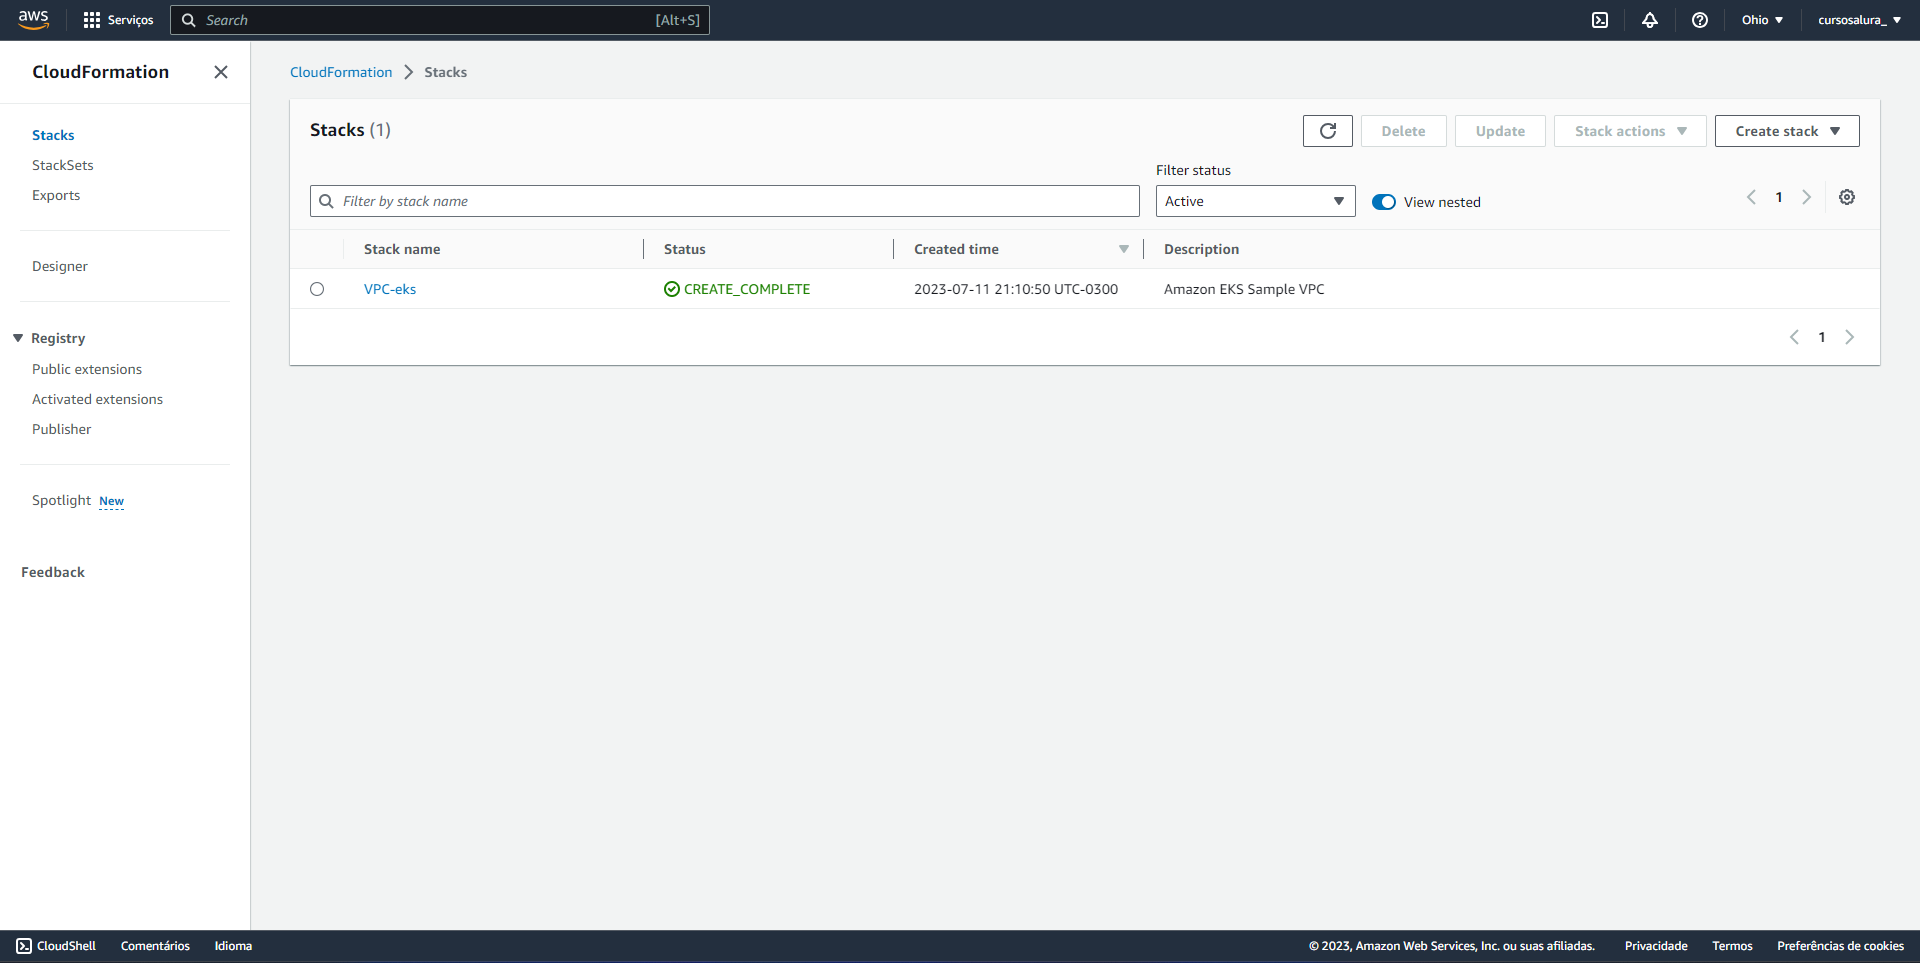 aws
Serviços
Search
[Alt+S]
Ohio
cursosalura_
CloudFormation
Stacks
StackSets
Exports
Designer
Registry
Public extensions
Activated extensions
Publisher
Spotlight New
Feedback
CloudFormation > Stacks
Stacks (1)
Delete
Update
Stack actions
Create stack
Filter status
Filter by stack name
Active
View nested
1
Stack name Status Created time Description
VPC-eks CREATE_COMPLETE 2023-07-11 21:10:50 UTC-0300 Amazon EKS Sample VPC
1
CloudShell Comentários Idioma
© 2023, Amazon Web Services, Inc. ou suas afiliadas. Privacidade Termos Preferências de cookies